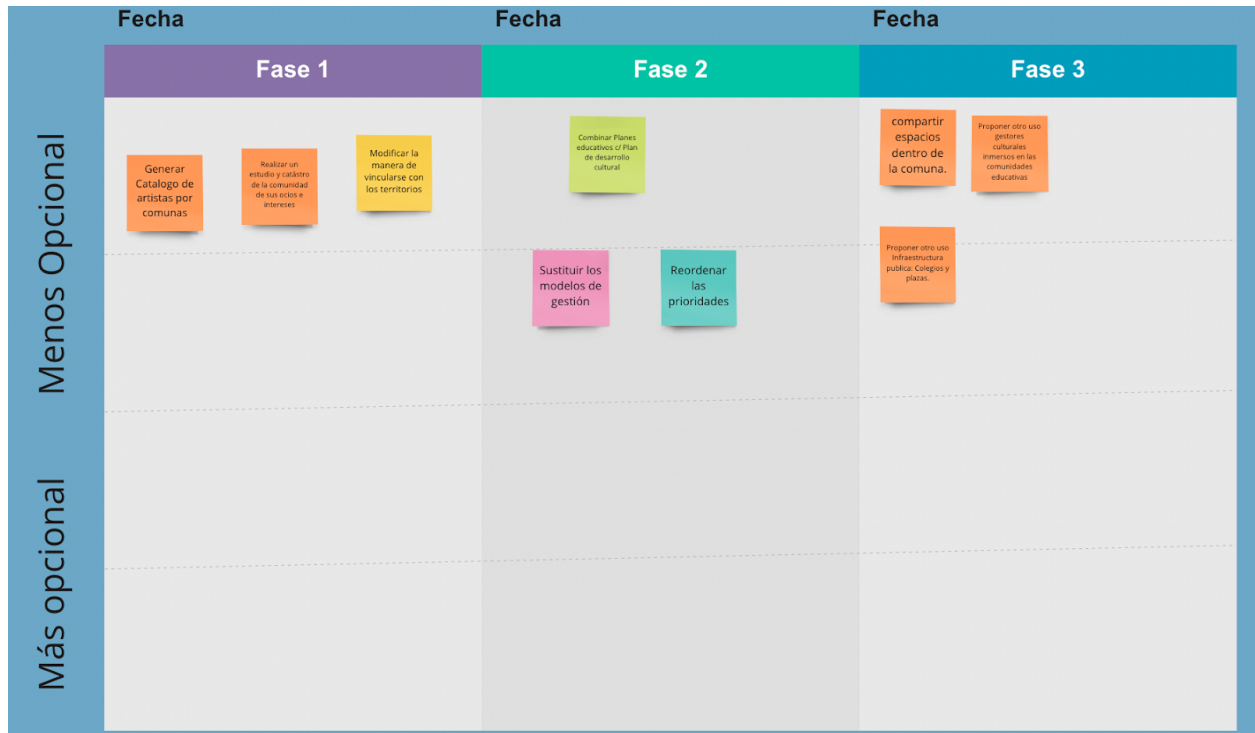 Fecha
Fecha
Fecha
Fase 1
Fase 2
Fase 3
Menos Opcional
Más opcional
Generar
Catalogo de
artistas por
comunas
Realizar un
estudio y catástro
de la comunidad
de sus ocios e
intereses
Modificar la
manera de
vincularse con
los territorios
Combinar Planes
educativos c/ Plan
de desarrollo
cultural
Sustituir los
modelos de
gestión
Reordenar
las
prioridades
compartir
espacios
dentro de
la comuna.
Proponer otro uso
gestores
culturales
inmersos en las
comunidades
educativas
Proponer otro uso
Infraestructura
publica: Colegios y
plazas.